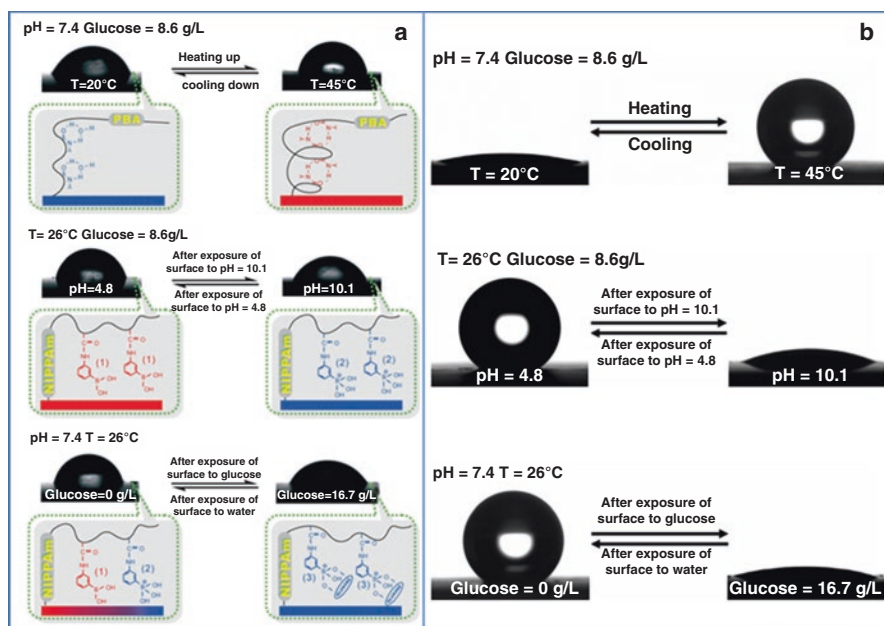 a
pH = 7.4 Glucose = 8.6 g/L
T=20°C
Heating up
cooling down
T=45°C
PBA
PBA
T= 26°C Glucose = 8.6g/L
pH=4.8
After exposure of
surface to pH = 10.1
After exposure of
surface to pH = 4.8
pH=10.1
NIPPAm
(1)
(1)
NIPPAm
(2)
(2)
pH = 7.4 T = 26°C
Glucose=0 g/L
After exposure of
surface to glucose
After exposure of
surface to water
Glucose=16.7 g/L
NIPPAm
(1)
(2)
NIPPAm
(3)
(3)
b
pH = 7.4 Glucose = 8.6 g/L
T = 20°C
Heating
Cooling
T = 45°C
T= 26°C Glucose = 8.6g/L
pH = 4.8
After exposure of
surface to pH = 10.1
After exposure of
surface to pH = 4.8
pH = 10.1
pH = 7.4 T = 26°C
Glucose = 0 g/L
After exposure of
surface to glucose
After exposure of
surface to water
Glucose = 16.7 g/L